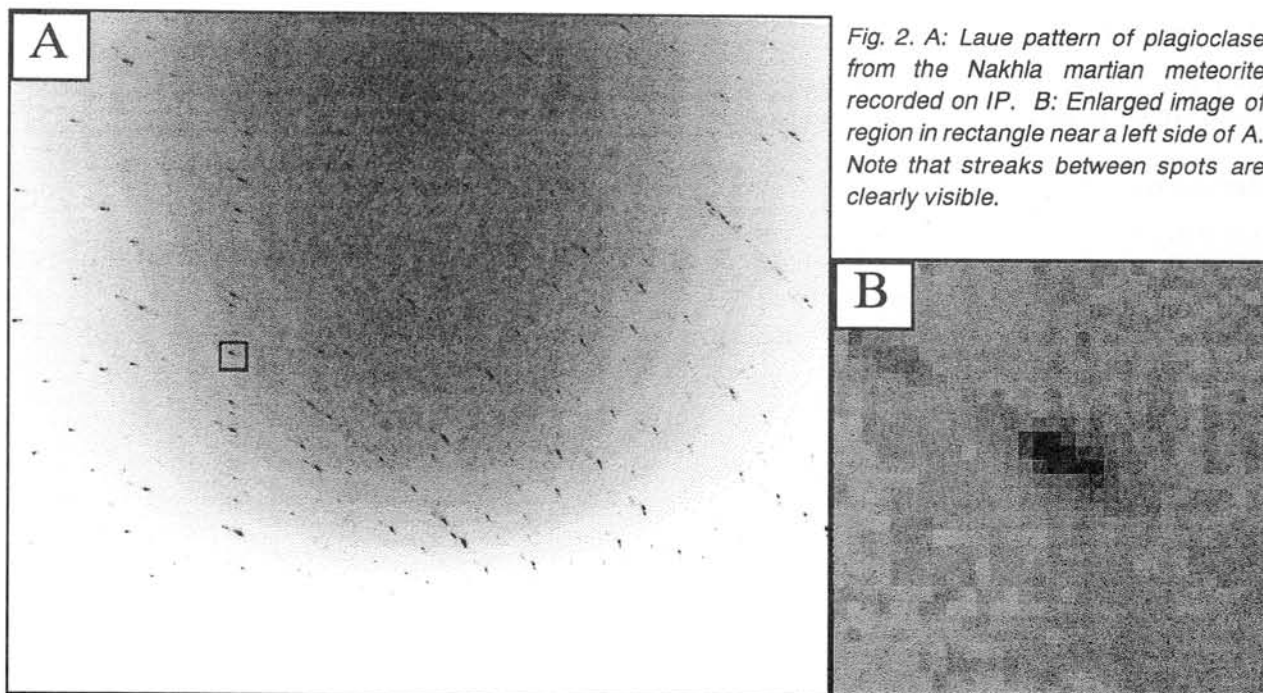 A
Fig. 2. A: Laue pattern of plagioclase
from the Nakhla martian meteorite
recorded on IP. B: Enlarged image of
region in rectangle near a left side of A.
Note that streaks between spots are
clearly visible.
B